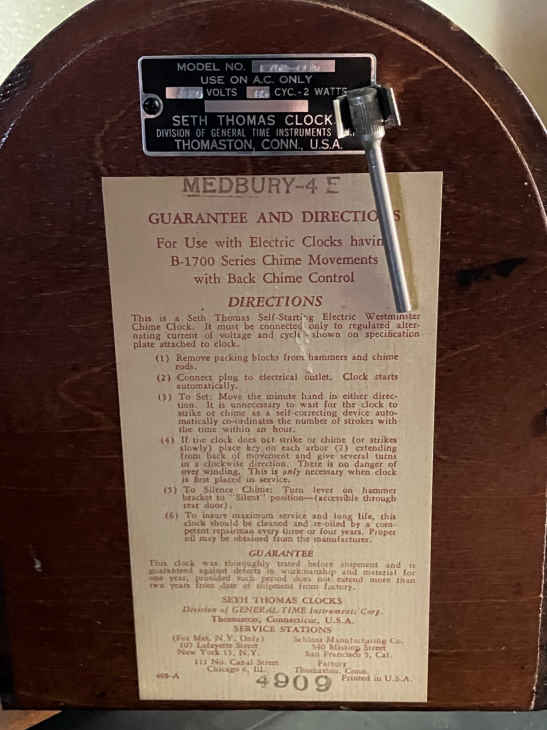 MODEL NO.
USE ON A.C. ONLY
VOLTS CYC.-2 WATTS
SETH THOMAS CLOCK
DIVISION OF GENERAL TIME INSTRUMENTS
THOMASTON, CONN., U.S.A.
MEDBURY-4 E
GUARANTEE AND DIRECTIO S
For Use with Electric Clocks havin
B-1700 Series Chime Movements
with Back Chime Control
DIRECTIONS
This is a Seth Thomas Self-Starting Electric Westminster
Chime Clock. It must be connected only to regulated alter-
nating current of voltage and cycle shown on specification
plate attached to clock.
(1) Remove packing blocks from hammers and chime
rods.
(2) Connect plug to electrical outlet. Clock starts
automatically.
(3) To Set: Move the minute hand in either direc-
tion. It is unnecessary to wait for the clock to
strike or chime as a self-correcting device auto-
matically co-ordinates the number of strokes with
the time within an hour.
(4) If the clock does not strike or chime (or strikes
slowly) place key on each arbor (2) extending
from back of movement and give several turns
in a clockwise direction. There is no danger of
over winding. This is only necessary when clock
is first placed in service.
(5) To Silence Chime: Turn lever on hammer
bracket to "Silent" position—(accessible through
rear door).
(6) To insure maximum service and long life, this
clock should be cleaned and re-oiled by a com-
petent repairman every three or four years. Proper
oil may be obtained from the manufacturer.
GUARANTEE
This clock was thoroughly tested before shipment and is
guaranteed against defects in workmanship and material for
one year, provided such period does not extend more than
two years from date of shipment from factory.
SETH THOMAS CLOCKS
Division of GENERAL TIME Instruments Corp.
Thomaston, Connecticut, U.S.A.
SERVICE STATIONS
(For Met. N.Y. Only) Schloss Manufacturing Co.
107 Lafayette Street 540 Mission Street
New York 13, N.Y. San Francisco 5, Cal.
111 No. Canal Street Factory
Chicago 6, Ill. Thomaston, Conn.
4909 Printed in U.S.A.